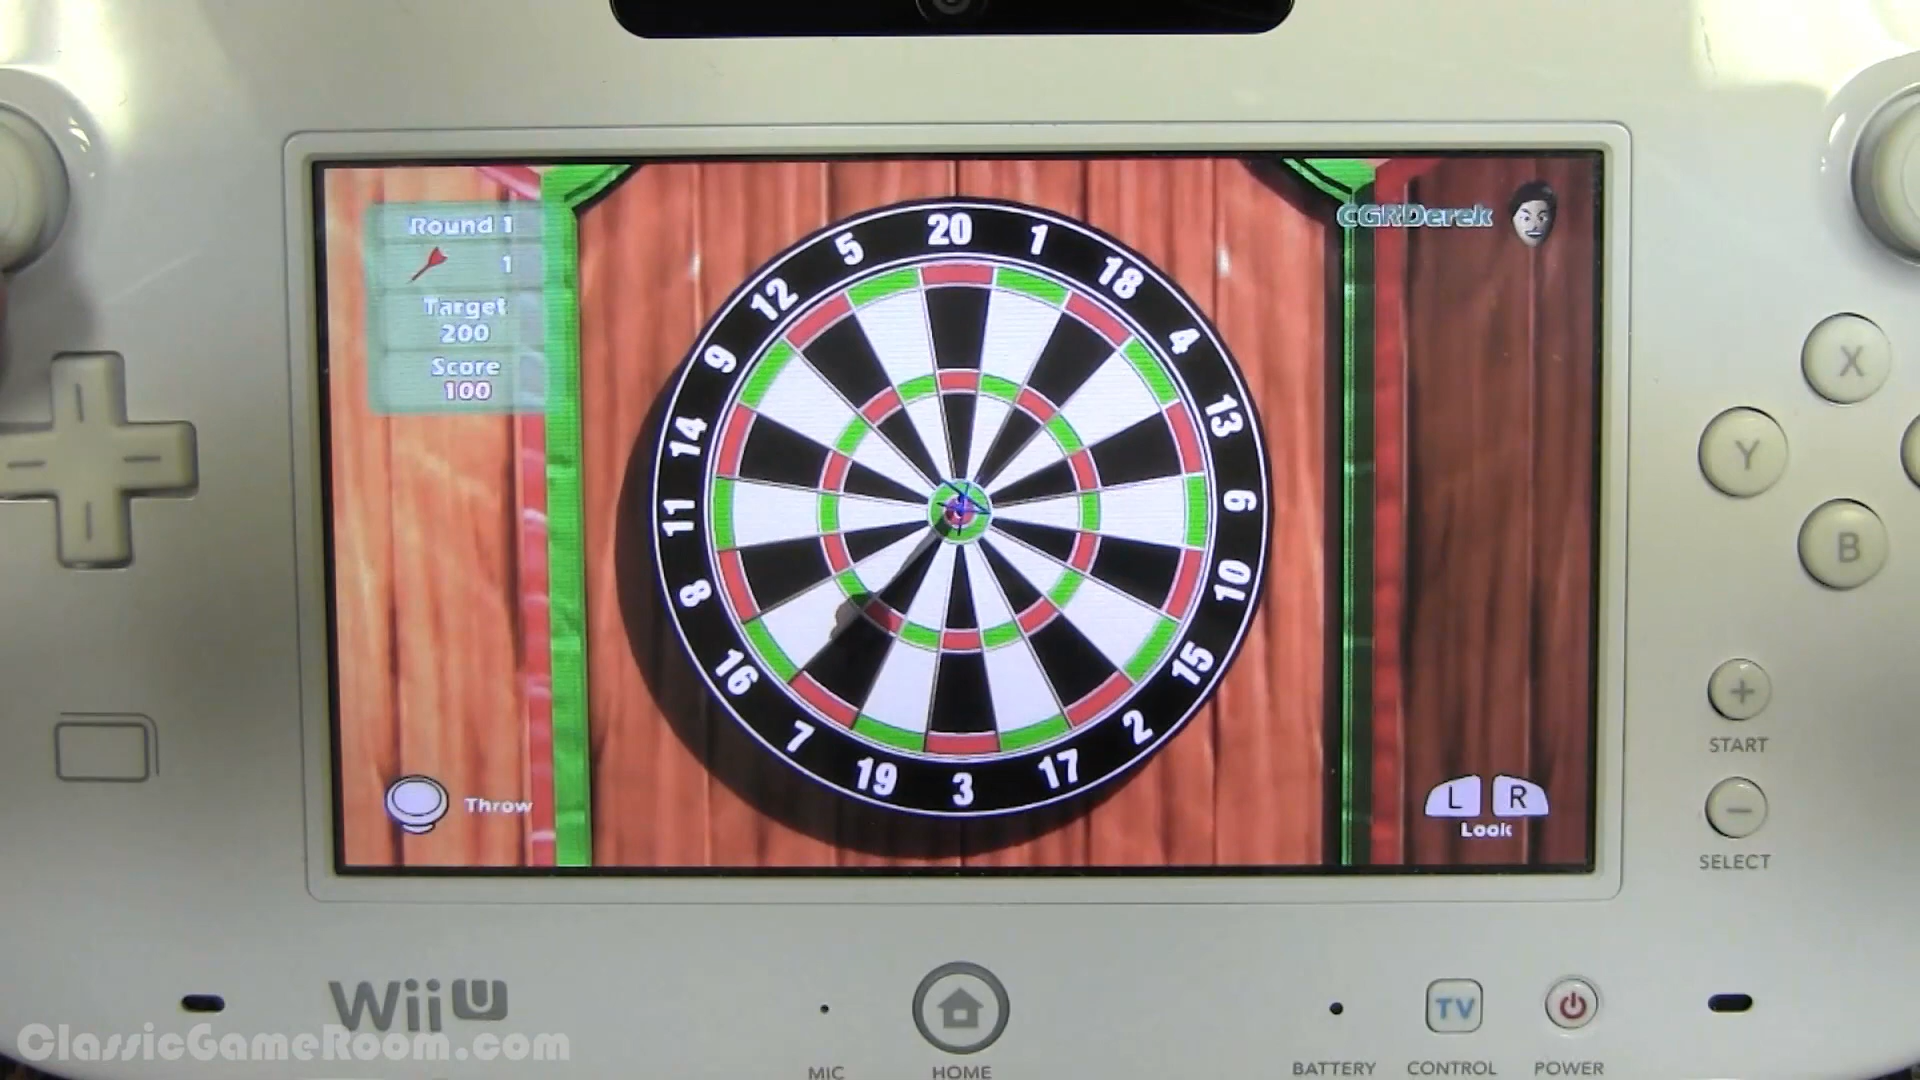 Round 1
1
Target
200
Score
100
CGRDerek
20
1
18
4
13
6
10
15
2
17
3
19
7
16
8
11
14
9
12
5
Throw
L R
Look
X
Y
B
+
START
-
SELECT
Wii U
MIC
HOME
BATTERY
TV
CONTROL
POWER
ClassicGameRoom.com